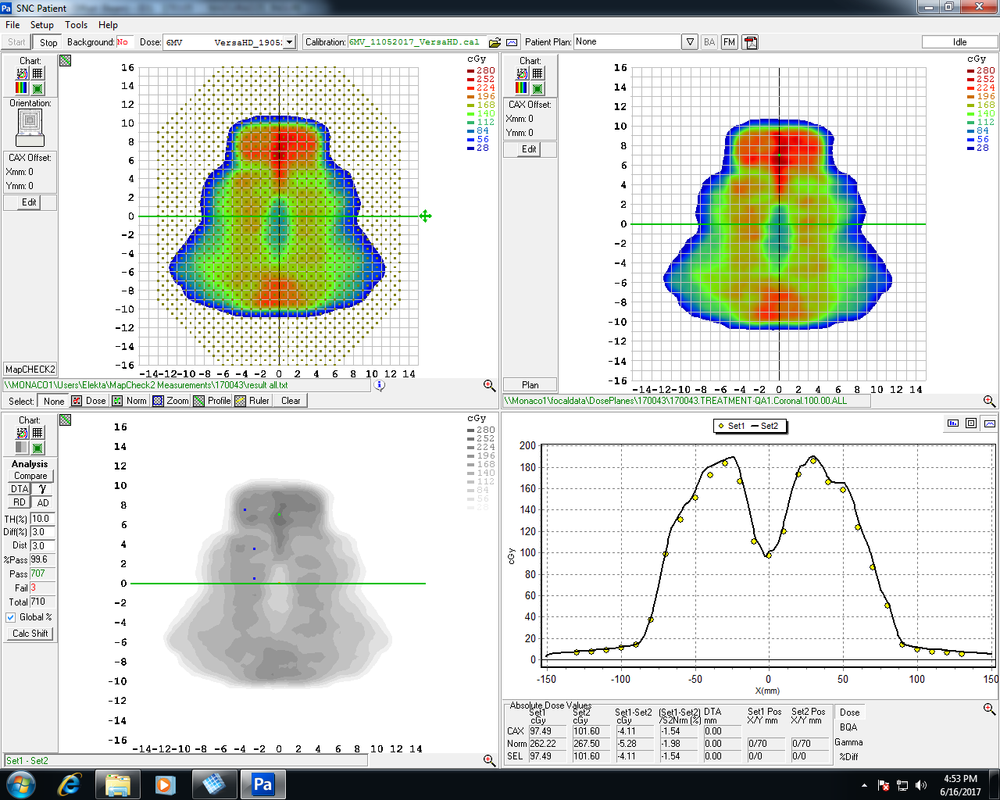 SNC Patient
File Setup Tools Help
Start Stop Background: No Dose: 6MV VersaHD_1905: Calibration: 6MV_11052017_VersaHD.cal Patient Plan: None BA FM Idle
Chart:
Orientation:
CAX Offset:
Xmm: 0
Ymm: 0
Edit
MapCHECK2
16
14
12
10
8
6
4
2
0
-2
-4
-6
-8
-10
-12
-14
-16
-14-12-10-8 -6 -4 -2 0 2 4 6 8 10 12 14
cGy
280
252
224
196
168
140
112
84
56
28
\\MONACO1\Users\Elekta\MapCheck2 Measurements\170043\result all.txt
Select: None Dose Norm Zoom Profile Ruler Clear
Chart:
CAX Offset:
Xmm: 0
Ymm: 0
Edit
Plan
16
14
12
10
8
6
4
2
0
-2
-4
-6
-8
-10
-12
-14
-16
-14-12-10-8 -6 -4 -2 0 2 4 6 8 10 12 14
cGy
280
252
224
196
168
140
112
84
56
28
\\Monaco1\focaldata\DosePlanes\170043\170043.TREATMENT-QA1.Coronal.100.00.ALL
Chart:
Analysis
Compare
DTA γ
RD AD
TH(%) 10.0
Diff(%) 3.0
Dist 3.0
%Pass 99.6
Pass 707
Fail 3
Total 710
Global %
Calc Shift
16
14
12
10
8
6
4
2
0
-2
-4
-6
-8
-10
-12
-14
-16
-14 -12 -10 -8 -6 -4 -2 0 2 4 6 8 10 12 14
cGy
280
252
224
196
168
140
112
84
56
28
Set1 - Set2
Set1 Set2
200
180
160
140
120
100
80
60
40
20
0
cGy
-150 -100 -50 0 50 100 150
X(mm)
Absolute Dose Values
Set1 Set2 Set1-Set2 (Set1-Set2) DTA Set1 Pos Set2 Pos
cGy cGy cGy /S2Nrm (%) mm X/Y mm X/Y mm
CAX 97.49 101.60 -4.11 -1.54 0.00
Norm 262.22 267.50 -5.28 -1.98 0.00 0/70 0/70
SEL 97.49 101.60 -4.11 -1.54 0.00 0/0 0/0
Dose
BQA
Gamma
%Diff
Pa
4:53 PM
6/16/2017